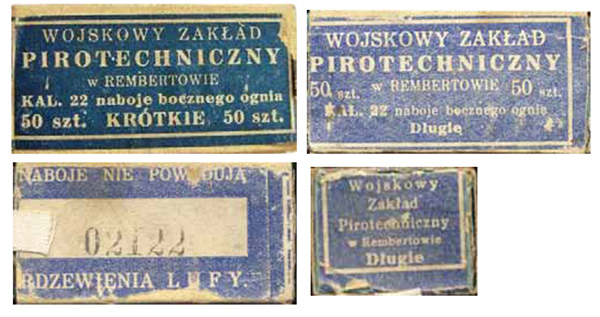 WOJSKOWY ZAKŁAD
PIROTECHNICZNY
w REMBERTOWIE
KAL. 22 naboje bocznego ognia
50 szt. KRÓTKIE 50 szt.
WOJSKOWY ZAKŁAD
PIROTECHNICZNY
50 szt. w REMBERTOWIE 50 szt.
KAL. 22 naboje bocznego ognia
Długie
NABOJE NIE POWODUJĄ
02122
RDZEWIENIA LUFY.
Wojskowy
Zakład
Pirotechniczny
w Rembertowie
Długie